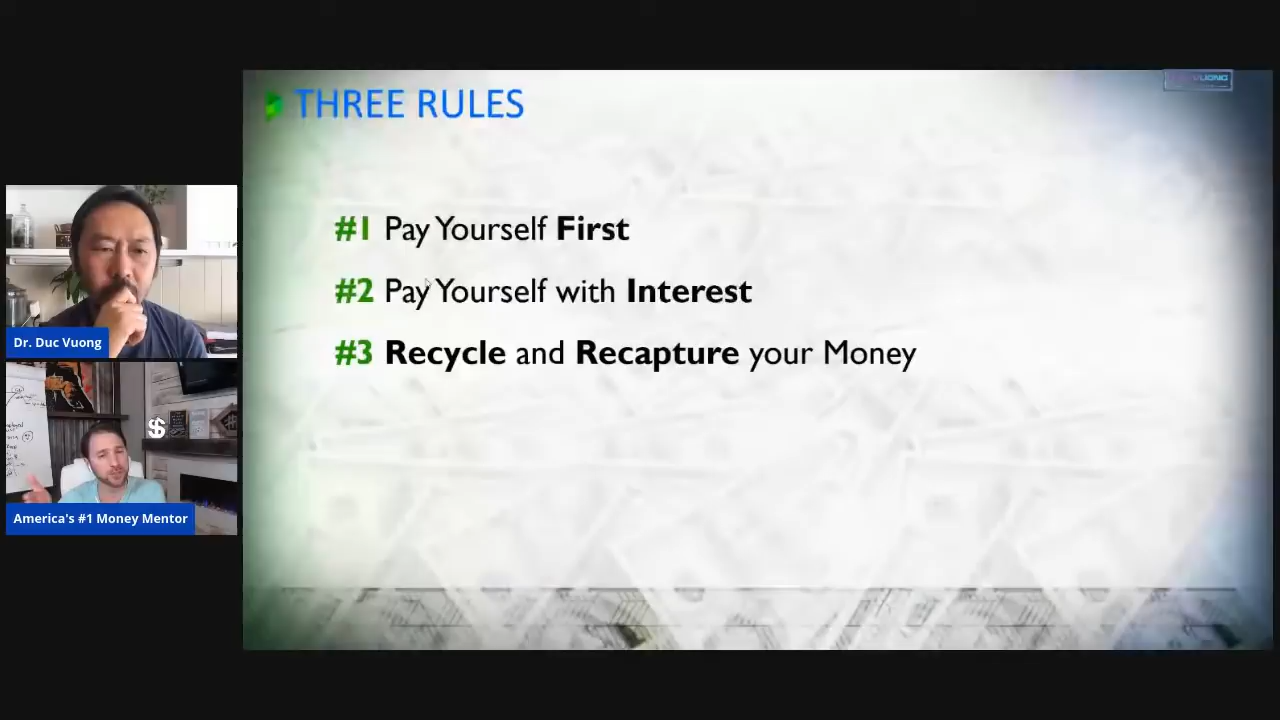 THREE RULES
#1 Pay Yourself First
#2 Pay Yourself with Interest
#3 Recycle and Recapture your Money
Dr. Duc Vuong
$
America's #1 Money Mentor